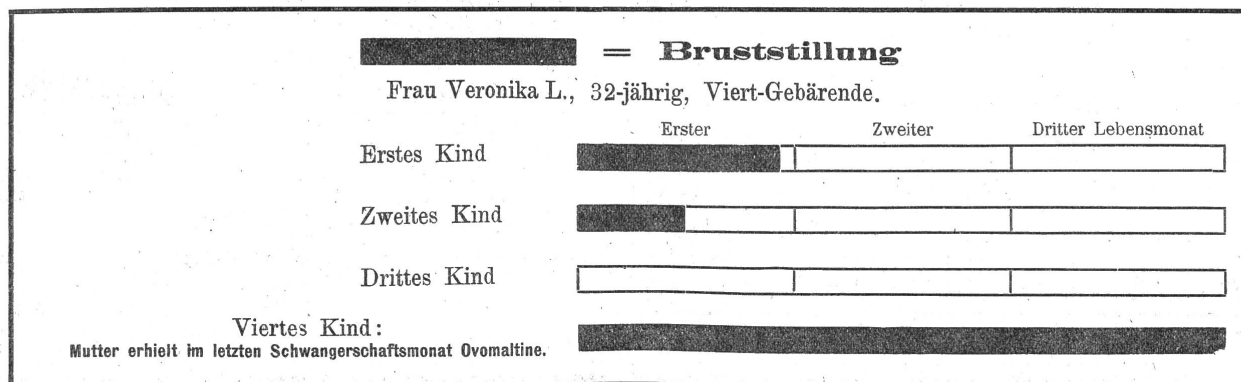 = Bruststillung
Frau Veronika L., 32-jährig, Viert-Gebärende.
Erster Zweiter Dritter Lebensmonat
Erstes Kind
Zweites Kind
Drittes Kind
Viertes Kind:
Mutter erhielt im letzten Schwangerschaftsmonat Ovomaltine.